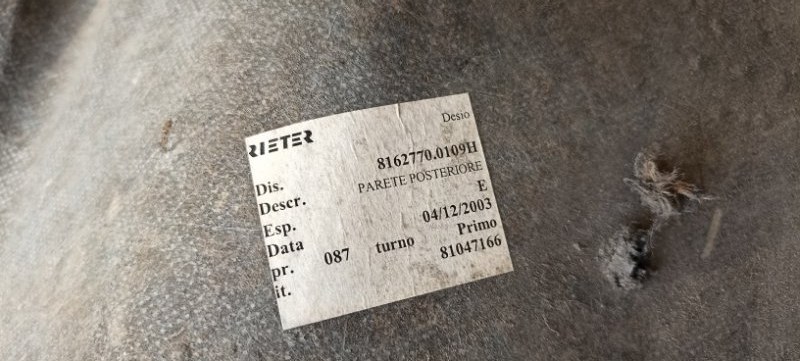 RIETER Desio
Dis. 8162770.0109H
Descr. PARETE POSTERIORE
Esp. E
Data 04/12/2003
pr. 087 turno Primo
it. 81047166